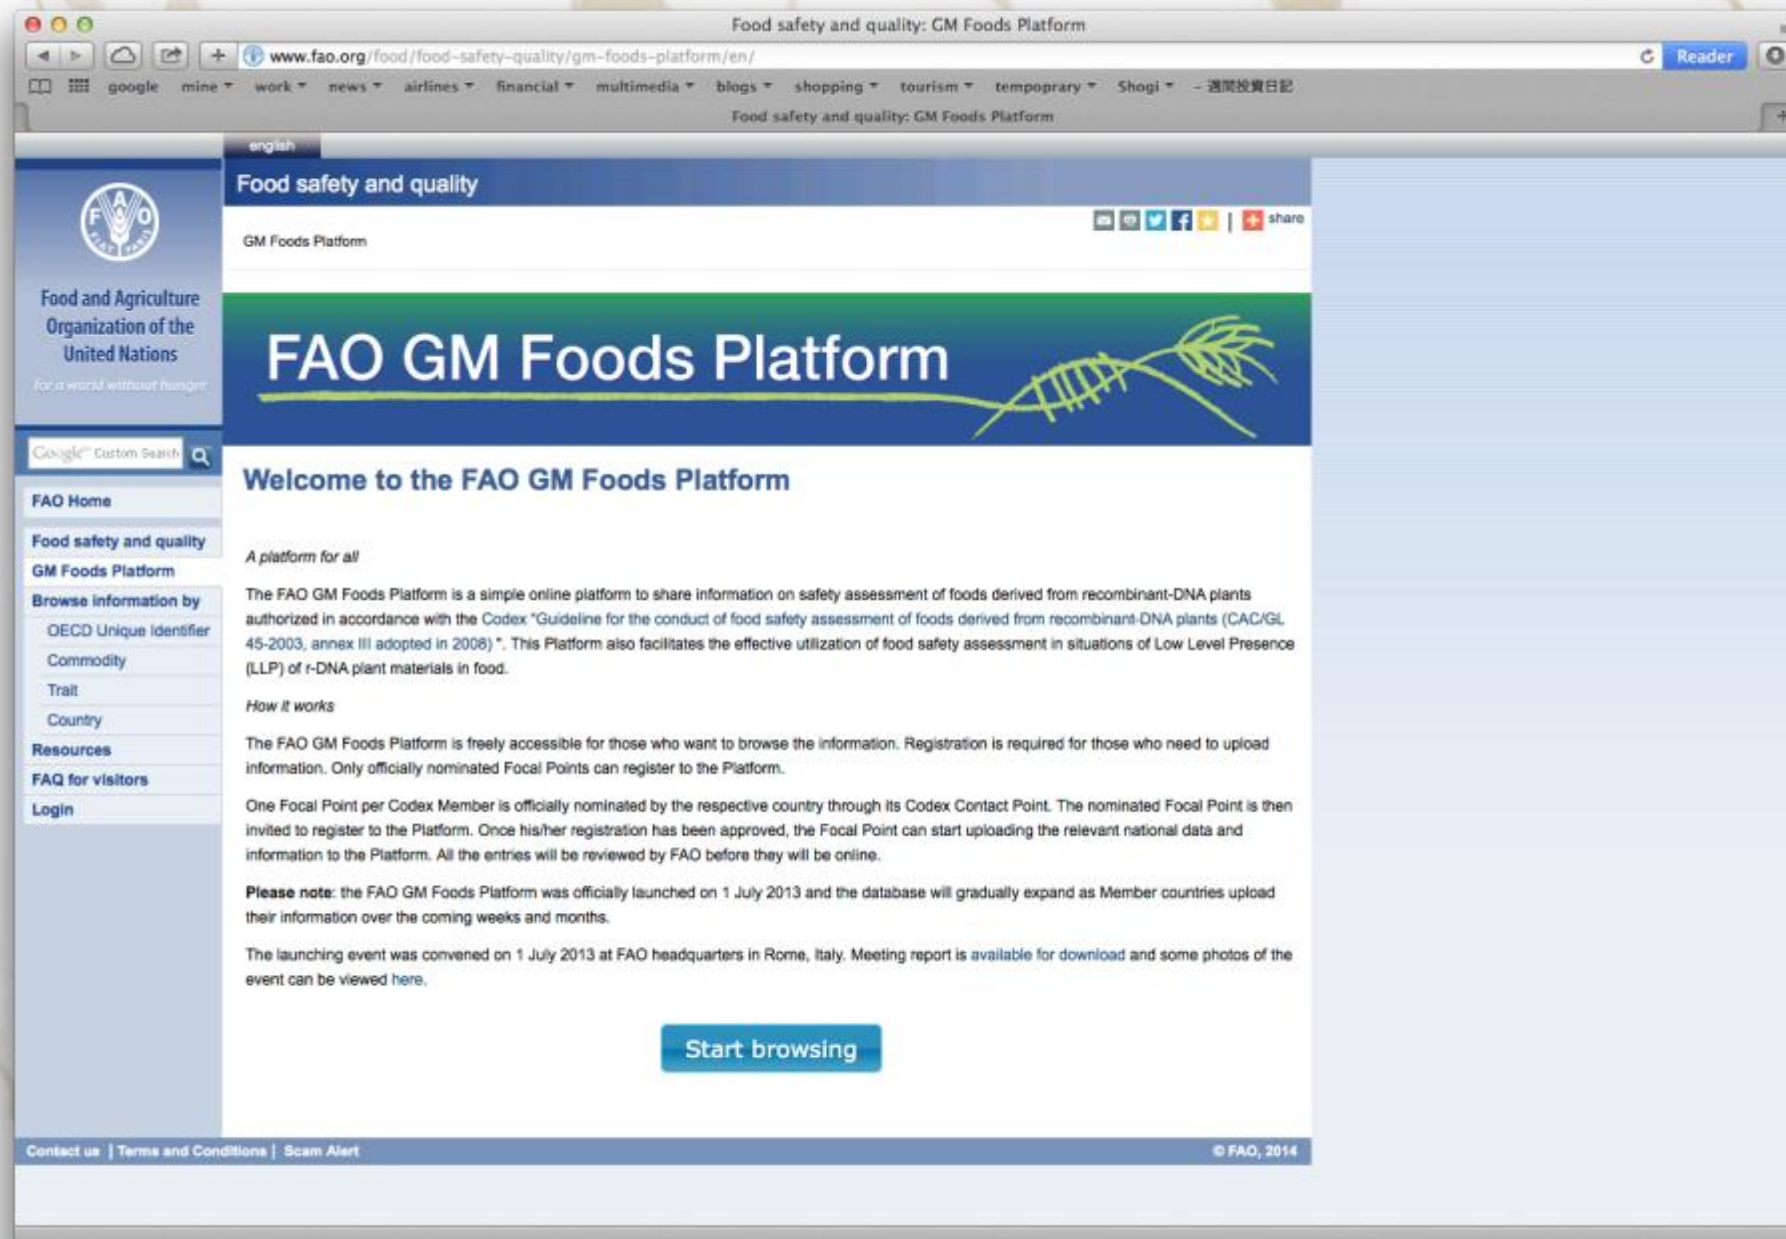 Food safety and quality: GM Foods Platform
www.fao.org/food/food-safety-quality/gm-foods-platform/en/
Reader
google mine work news airlines financial multimedia blogs shopping tourism tempoprary Shogi - 週間投資日記
Food safety and quality: GM Foods Platform
english
Food safety and quality
share
GM Foods Platform
FAO
FIAT PANIS
Food and Agriculture
Organization of the
United Nations
for a world without hunger
FAO GM Foods Platform
Google™ Custom Search
FAO Home
Food safety and quality
GM Foods Platform
Browse information by
OECD Unique Identifier
Commodity
Trait
Country
Resources
FAQ for visitors
Login
Welcome to the FAO GM Foods Platform
A platform for all
The FAO GM Foods Platform is a simple online platform to share information on safety assessment of foods derived from recombinant-DNA plants
authorized in accordance with the Codex "Guideline for the conduct of food safety assessment of foods derived from recombinant-DNA plants (CAC/GL
45-2003, annex III adopted in 2008) ". This Platform also facilitates the effective utilization of food safety assessment in situations of Low Level Presence
(LLP) of r-DNA plant materials in food.
How it works
The FAO GM Foods Platform is freely accessible for those who want to browse the information. Registration is required for those who need to upload
information. Only officially nominated Focal Points can register to the Platform.
One Focal Point per Codex Member is officially nominated by the respective country through its Codex Contact Point. The nominated Focal Point is then
invited to register to the Platform. Once his/her registration has been approved, the Focal Point can start uploading the relevant national data and
information to the Platform. All the entries will be reviewed by FAO before they will be online.
Please note: the FAO GM Foods Platform was officially launched on 1 July 2013 and the database will gradually expand as Member countries upload
their information over the coming weeks and months.
The launching event was convened on 1 July 2013 at FAO headquarters in Rome, Italy. Meeting report is available for download and some photos of the
event can be viewed here.
Start browsing
Contact us | Terms and Conditions | Scam Alert
© FAO, 2014